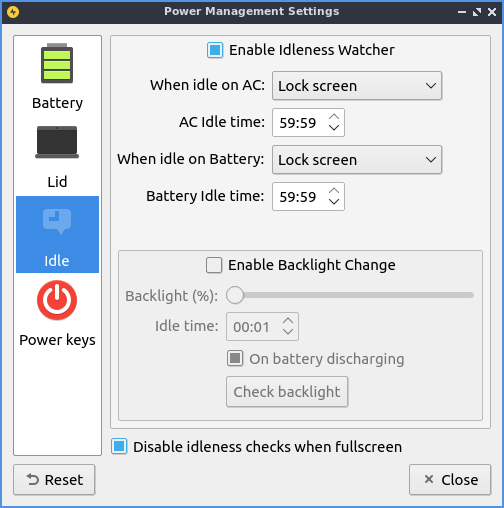 Power Management Settings
Battery
Lid
Idle
Power keys
Enable Idleness Watcher
When idle on AC: Lock screen
AC Idle time: 59:59
When idle on Battery: Lock screen
Battery Idle time: 59:59
Enable Backlight Change
Backlight (%):
Idle time: 00:01
On battery discharging
Check backlight
Disable idleness checks when fullscreen
Reset
Close